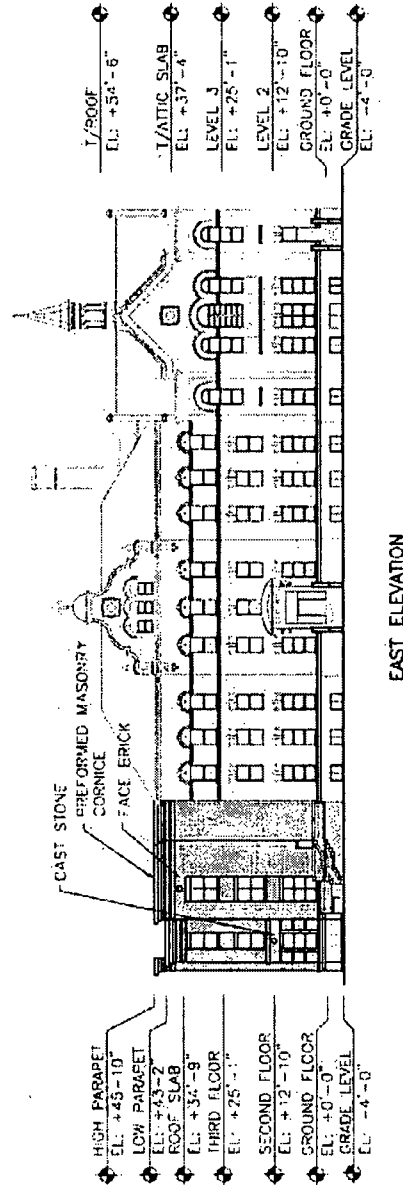 T/ROOF
EL: +54'-6"
T/ATTIC SLAB
EL: +37'-4"
LEVEL 3
EL: +25'-1"
LEVEL 2
EL: +12'-10"
GROUND FLOOR
EL: +0'-0"
GRADE LEVEL
EL: -4'-0"
CAST STONE
PREFORMED MASONRY
CORNICE
FACE BRICK
HIGH PARAPET
EL: +45'-10"
LOW PARAPET
EL: +43'-2"
ROOF SLAB
EL: +34'-9"
THIRD FLOOR
EL: +25'-1"
SECOND FLOOR
EL: +12'-10"
GROUND FLOOR
EL: +0'-0"
GRADE LEVEL
EL: -4'-0"
EAST ELEVATION